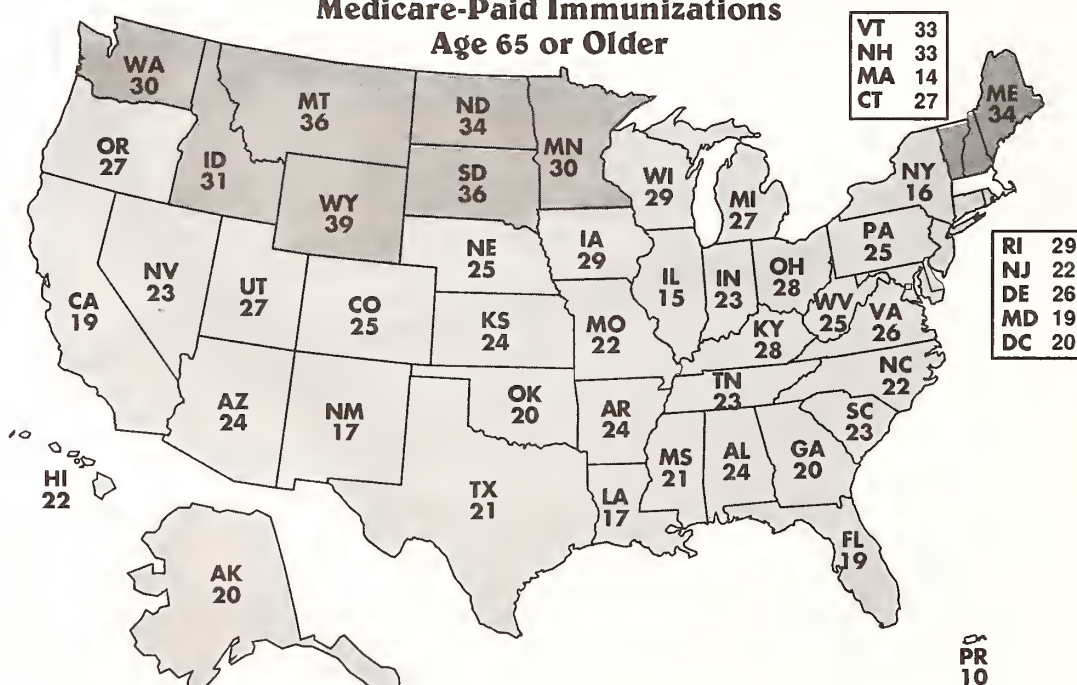 Medicare-Paid Immunizations
Age 65 or Older
VT 33
NH 33
MA 14
CT 27
WA
30
MT
36
ND
34
MN
30
ME
34
OR
27
ID
31
WY
39
SD
36
WI
29
MI
27
NY
16
NV
23
UT
27
CO
25
NE
25
IA
29
IL
15
IN
23
OH
28
PA
25
RI 29
NJ 22
DE 26
MD 19
DC 20
CA
19
KS
24
MO
22
KY
28
WV
25
VA
26
AZ
24
NM
17
OK
20
AR
24
TN
23
NC
22
SC
23
HI
22
TX
21
LA
17
MS
21
AL
24
GA
20
FL
19
AK
20
PR
10